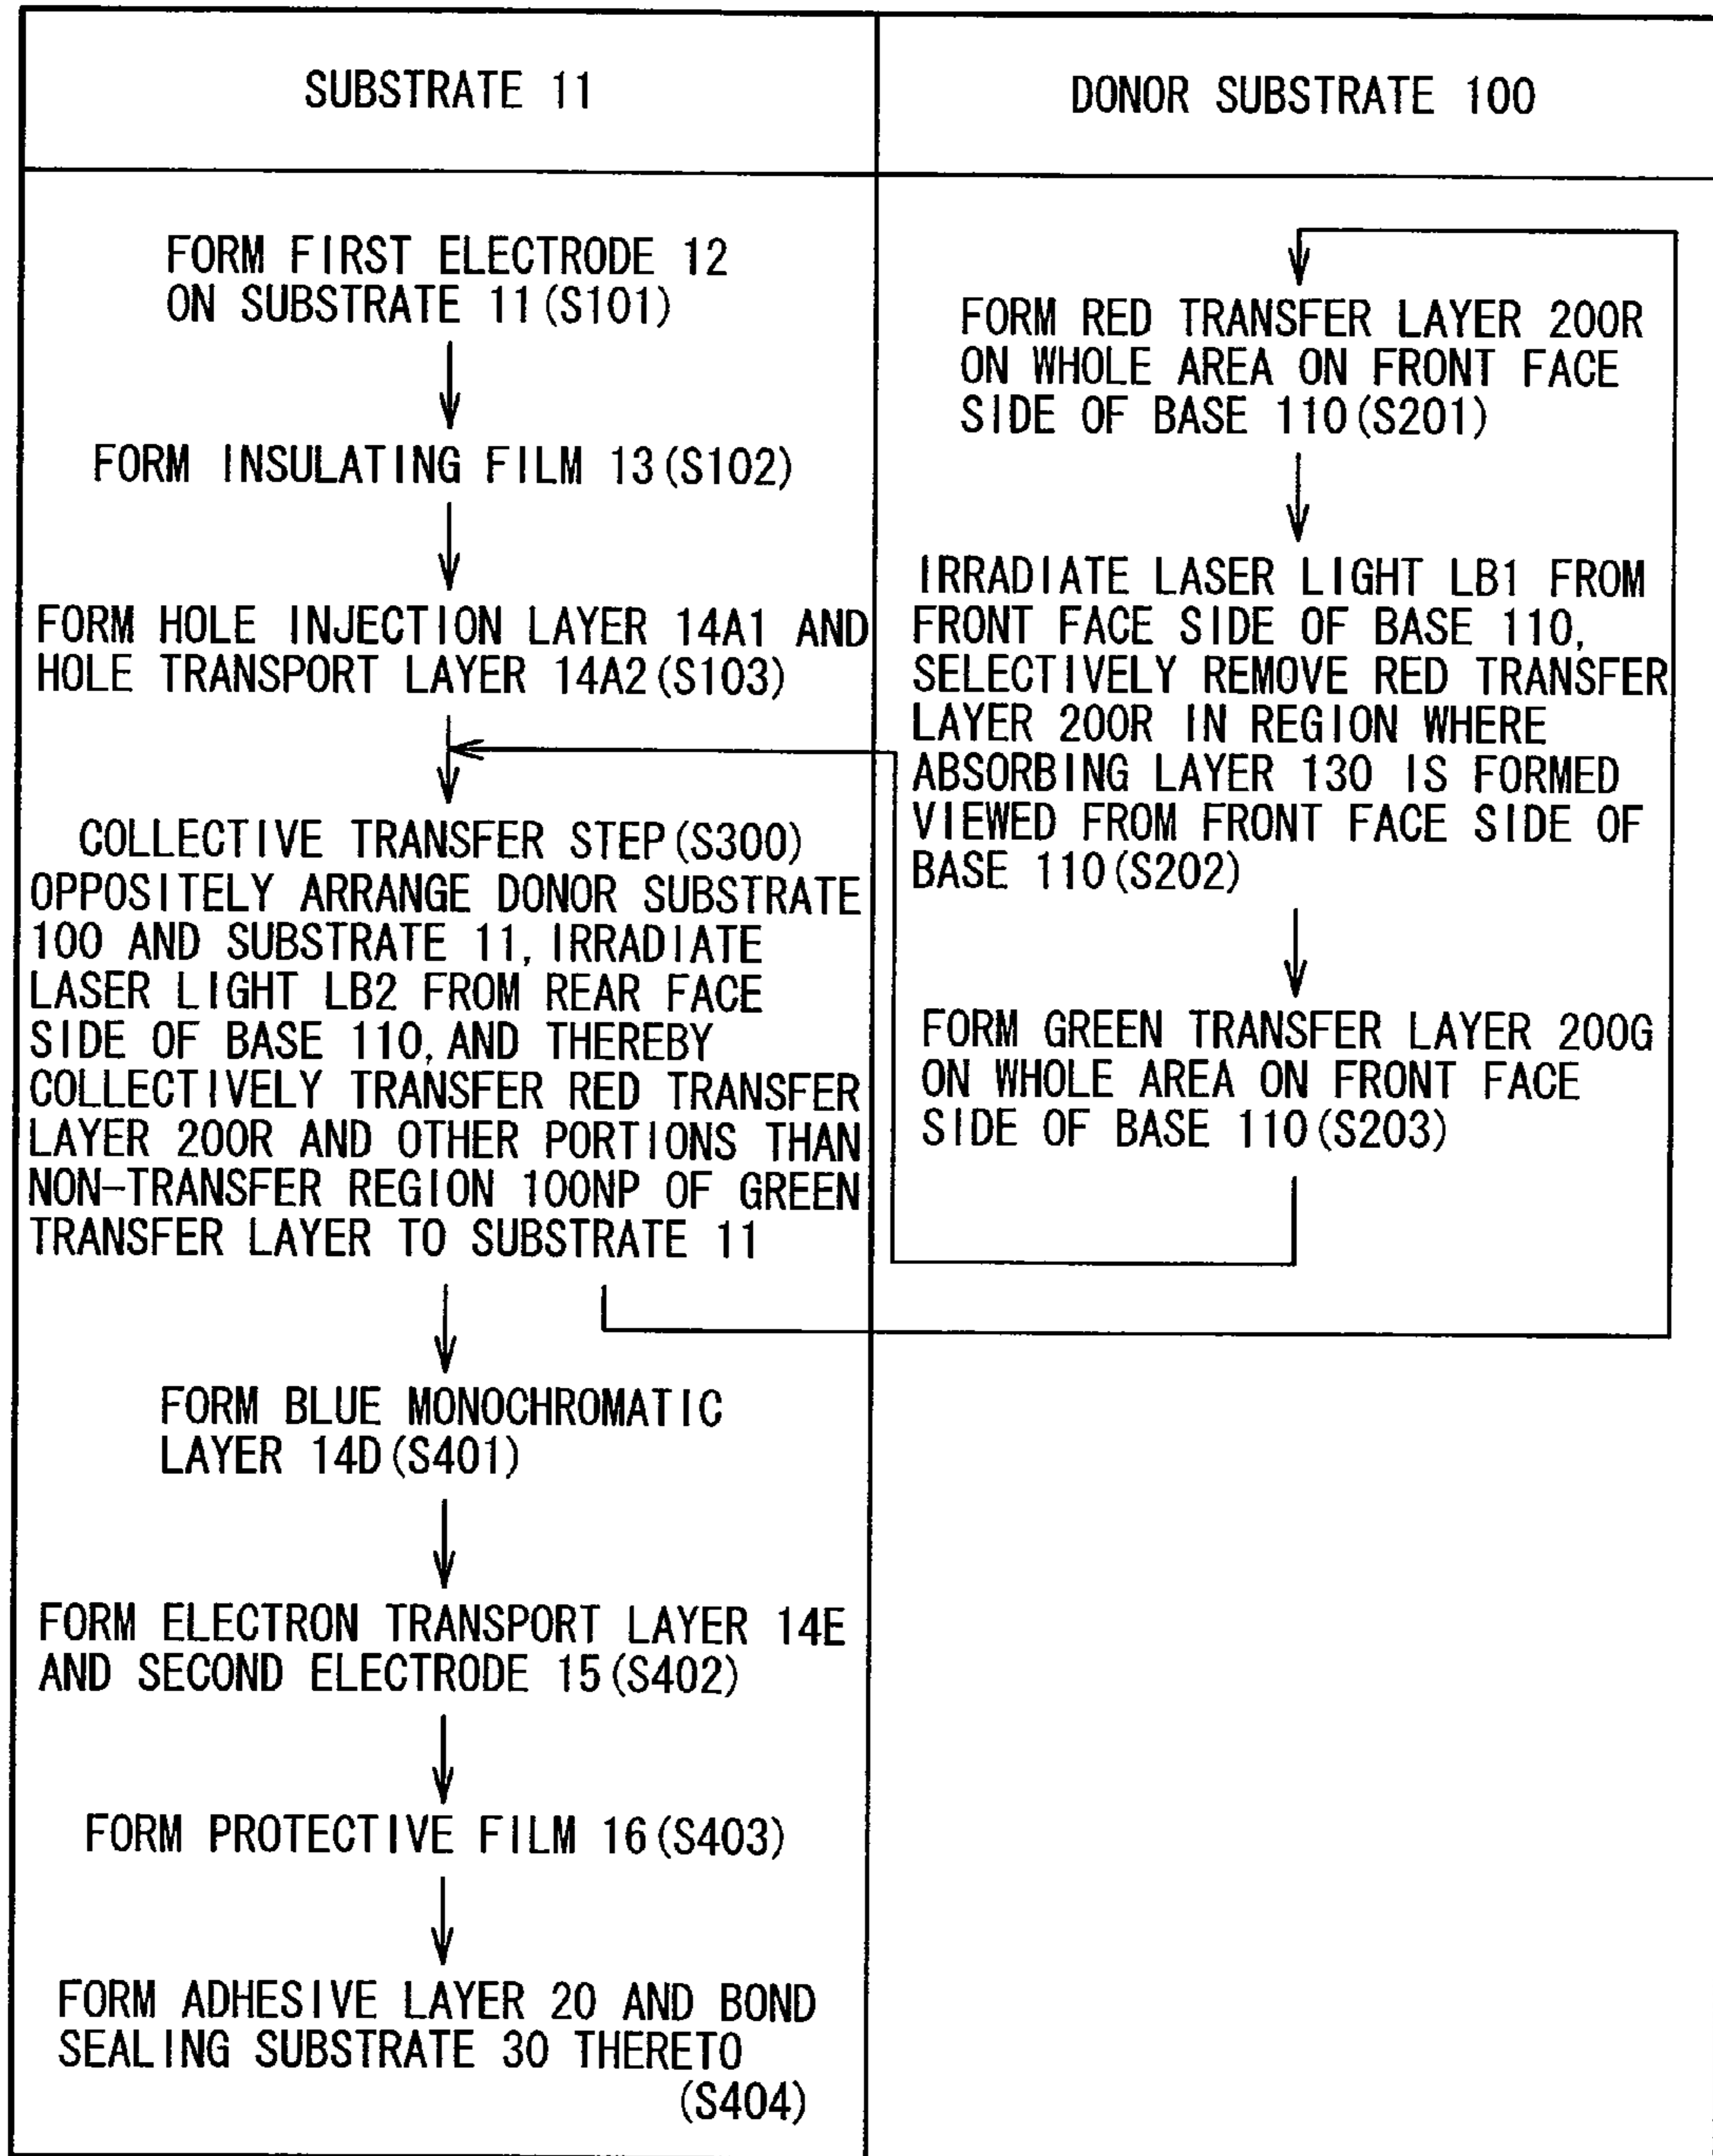 SUBSTRATE 11
FORM FIRST ELECTRODE 12
ON SUBSTRATE 11(S101)
FORM INSULATING FILM 13(S102)
FORM HOLE INJECTION LAYER 14A1 AND
HOLE TRANSPORT LAYER 14A2(S103)
COLLECTIVE TRANSFER STEP(S300)
OPPOSITELY ARRANGE DONOR SUBSTRATE
100 AND SUBSTRATE 11, IRRADIATE
LASER LIGHT LB2 FROM REAR FACE
SIDE OF BASE 110, AND THEREBY
COLLECTIVELY TRANSFER RED TRANSFER
LAYER 200R AND OTHER PORTIONS THAN
NON-TRANSFER REGION 100NP OF GREEN
TRANSFER LAYER TO SUBSTRATE 11
FORM BLUE MONOCHROMATIC
LAYER 14D(S401)
FORM ELECTRON TRANSPORT LAYER 14E
AND SECOND ELECTRODE 15(S402)
FORM PROTECTIVE FILM 16(S403)
FORM ADHESIVE LAYER 20 AND BOND
SEALING SUBSTRATE 30 THERETO
(S404)
DONOR SUBSTRATE 100
FORM RED TRANSFER LAYER 200R
ON WHOLE AREA ON FRONT FACE
SIDE OF BASE 110(S201)
IRRADIATE LASER LIGHT LB1 FROM
FRONT FACE SIDE OF BASE 110,
SELECTIVELY REMOVE RED TRANSFER
LAYER 200R IN REGION WHERE
ABSORBING LAYER 130 IS FORMED
VIEWED FROM FRONT FACE SIDE OF
BASE 110(S202)
FORM GREEN TRANSFER LAYER 200G
ON WHOLE AREA ON FRONT FACE
SIDE OF BASE 110(S203)